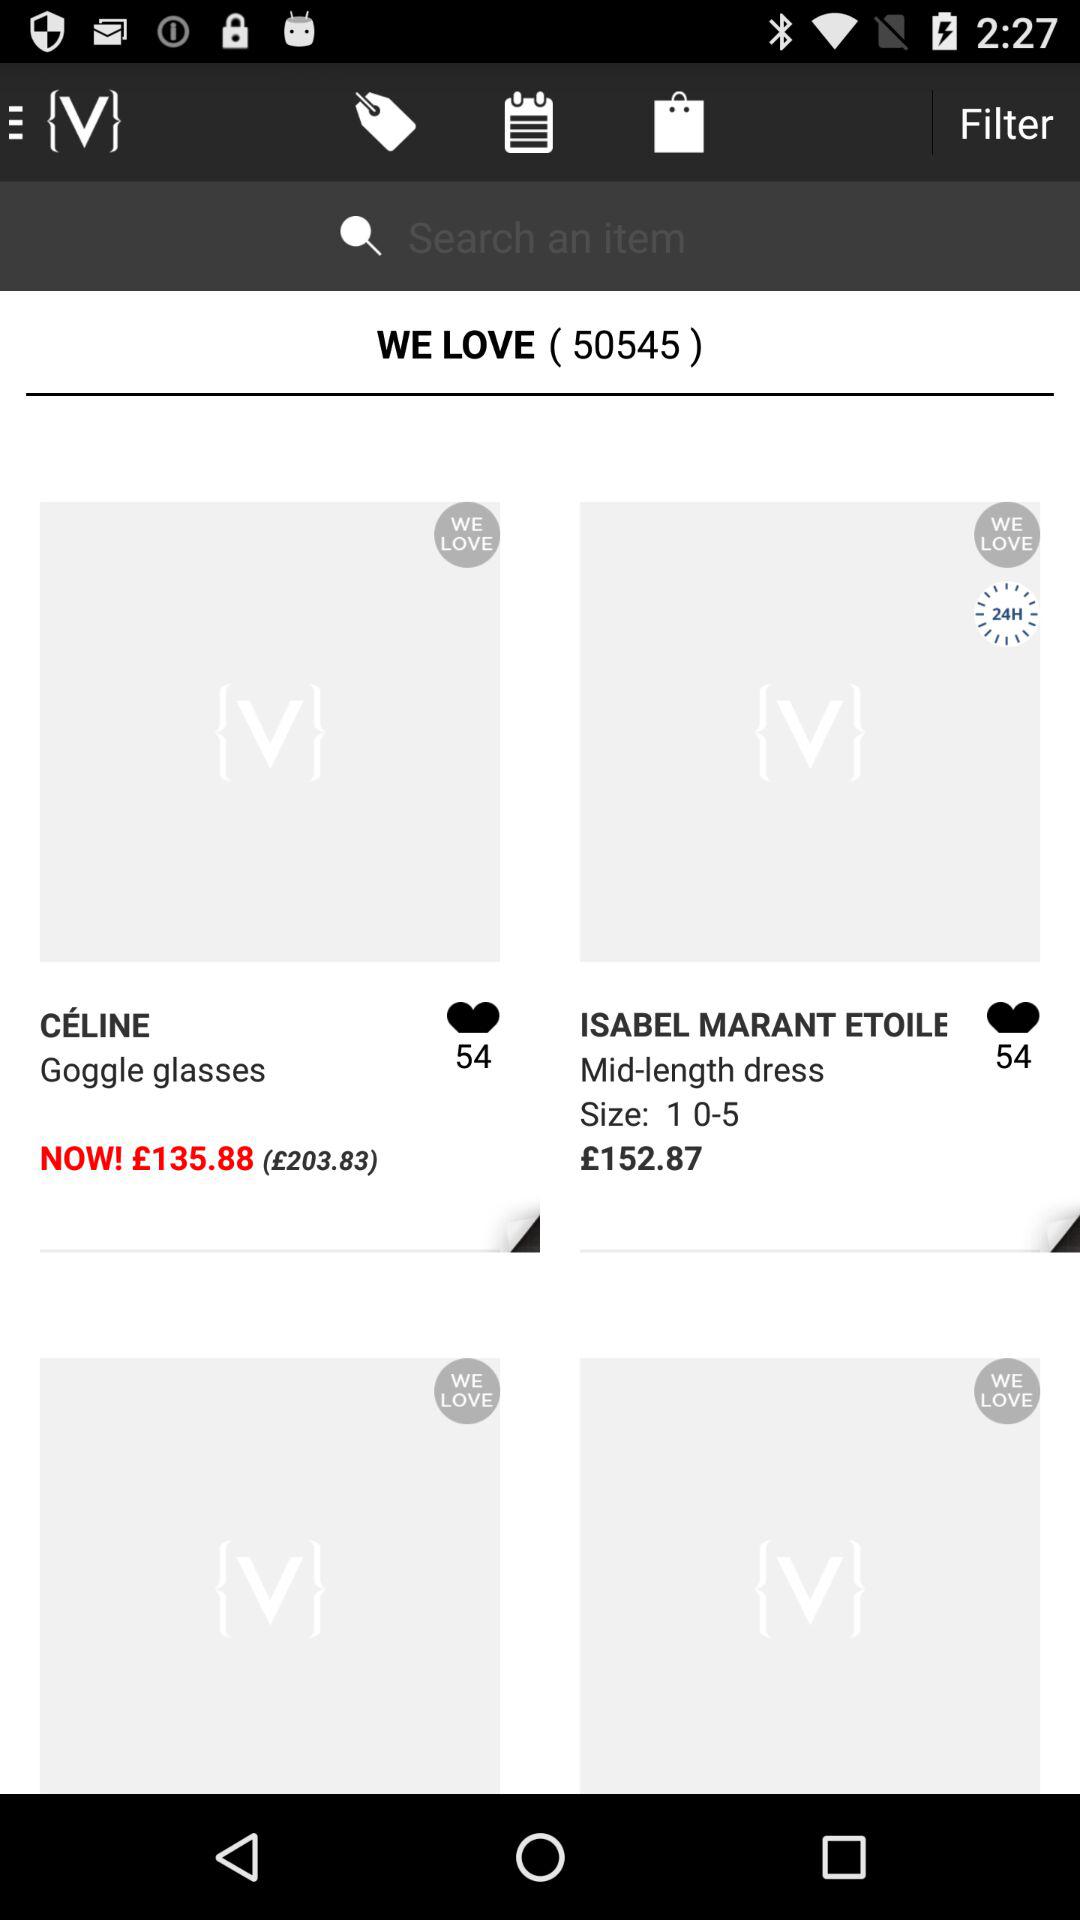 2:27
{V}
Filter
Search an item
WE LOVE ( 50545 )
WE
LOVE
WE
LOVE
24H
{V}
{V}
CÉLINE
54
Goggle glasses
NOW! £135.88 (£203.83)
ISABEL MARANT ETOILE
54
Mid-length dress
Size: 1 0-5
£152.87
WE
LOVE
WE
LOVE
{V}
{V}